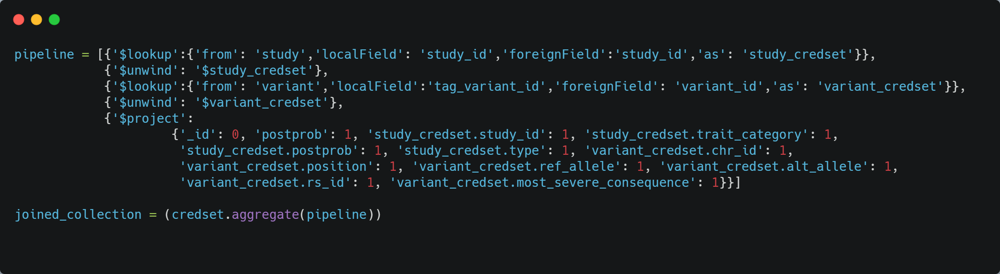 pipeline = [{'$lookup':{'from': 'study','localField': 'study_id','foreignField':'study_id','as': 'study_credset'}},
{'$unwind': '$study_credset'},
{'$lookup':{'from': 'variant','localField':'tag_variant_id','foreignField': 'variant_id','as': 'variant_credset'}},
{'$unwind': '$variant_credset'},
{'$project':
{'_id': 0, 'postprob': 1, 'study_credset.study_id': 1, 'study_credset.trait_category': 1,
'study_credset.postprob': 1, 'study_credset.type': 1, 'variant_credset.chr_id': 1,
'variant_credset.position': 1, 'variant_credset.ref_allele': 1, 'variant_credset.alt_allele': 1,
'variant_credset.rs_id': 1, 'variant_credset.most_severe_consequence': 1}}]
joined_collection = (credset.aggregate(pipeline))